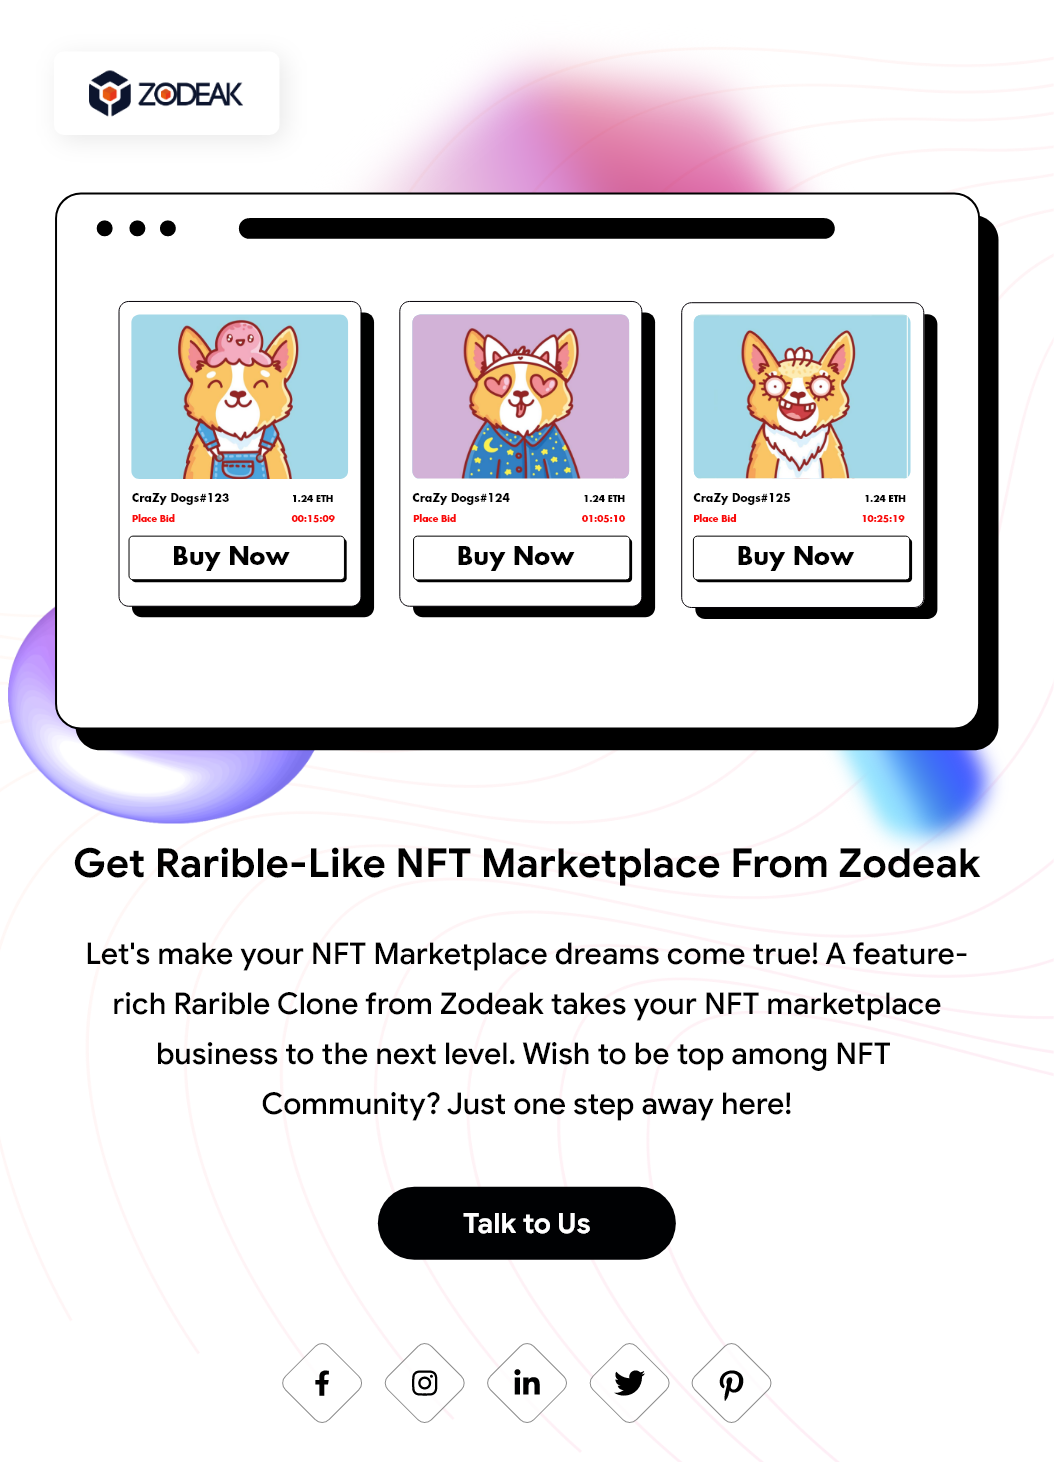 ZODEAK
CraZy Dogs#123 1.24 ETH
Place Bid 00:15:09
Buy Now
CraZy Dogs#124 1.24 ETH
Place Bid 01:05:10
Buy Now
CraZy Dogs#125 1.24 ETH
Place Bid 10:25:19
Buy Now
Get Rarible-Like NFT Marketplace From Zodeak
Let's make your NFT Marketplace dreams come true! A feature-
rich Rarible Clone from Zodeak takes your NFT marketplace
business to the next level. Wish to be top among NFT
Community? Just one step away here!
Talk to Us